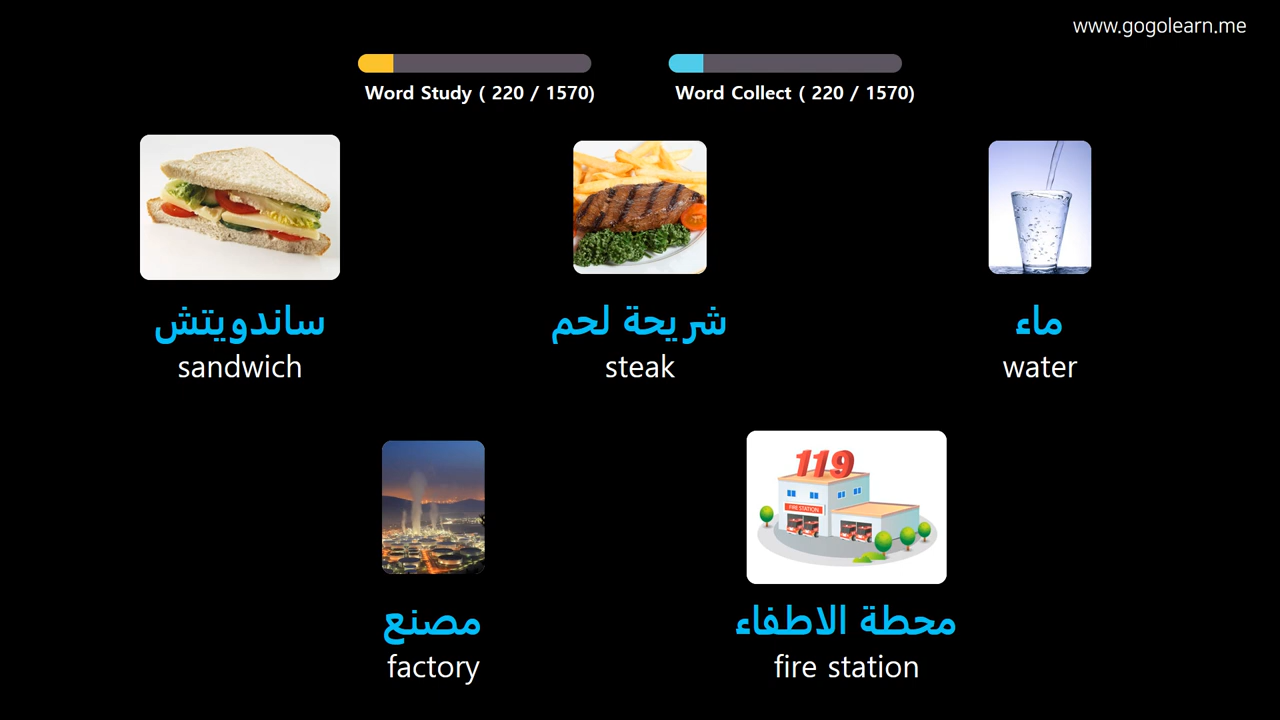 www.gogolearn.me
Word Study ( 220 / 1570)
Word Collect ( 220 / 1570)
ساندويتش
sandwich
شريحة لحم
steak
ماء
water
119
FIRE STATION
مصنع
factory
محطة الاطفاء
fire station